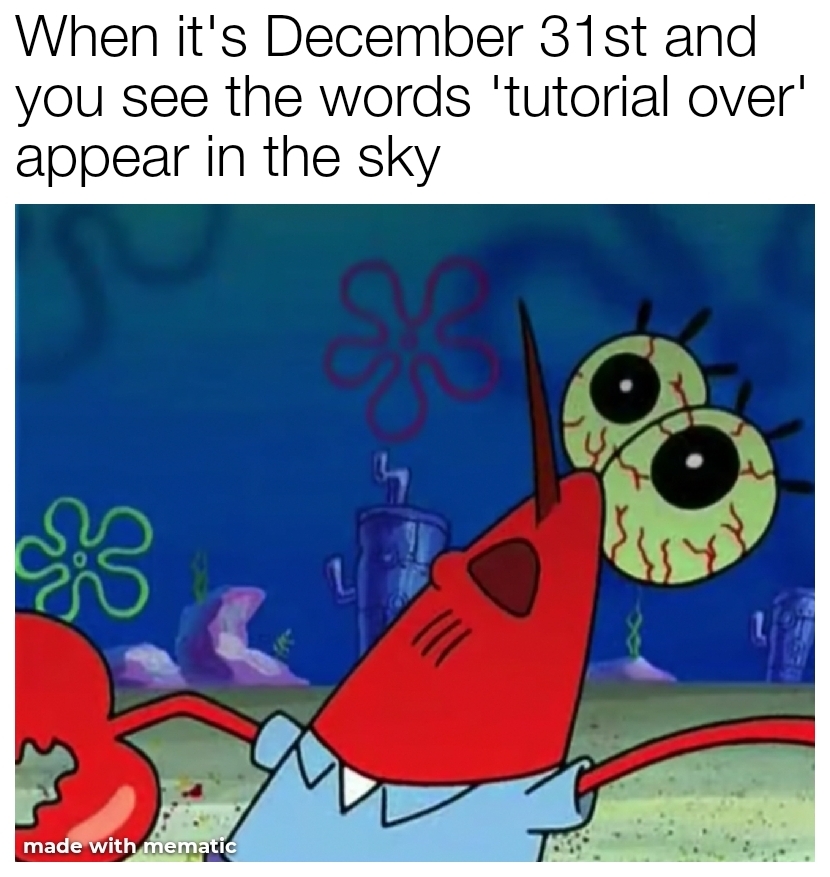 When it's December 31st and
you see the words 'tutorial over'
appear in the sky
made with mematic